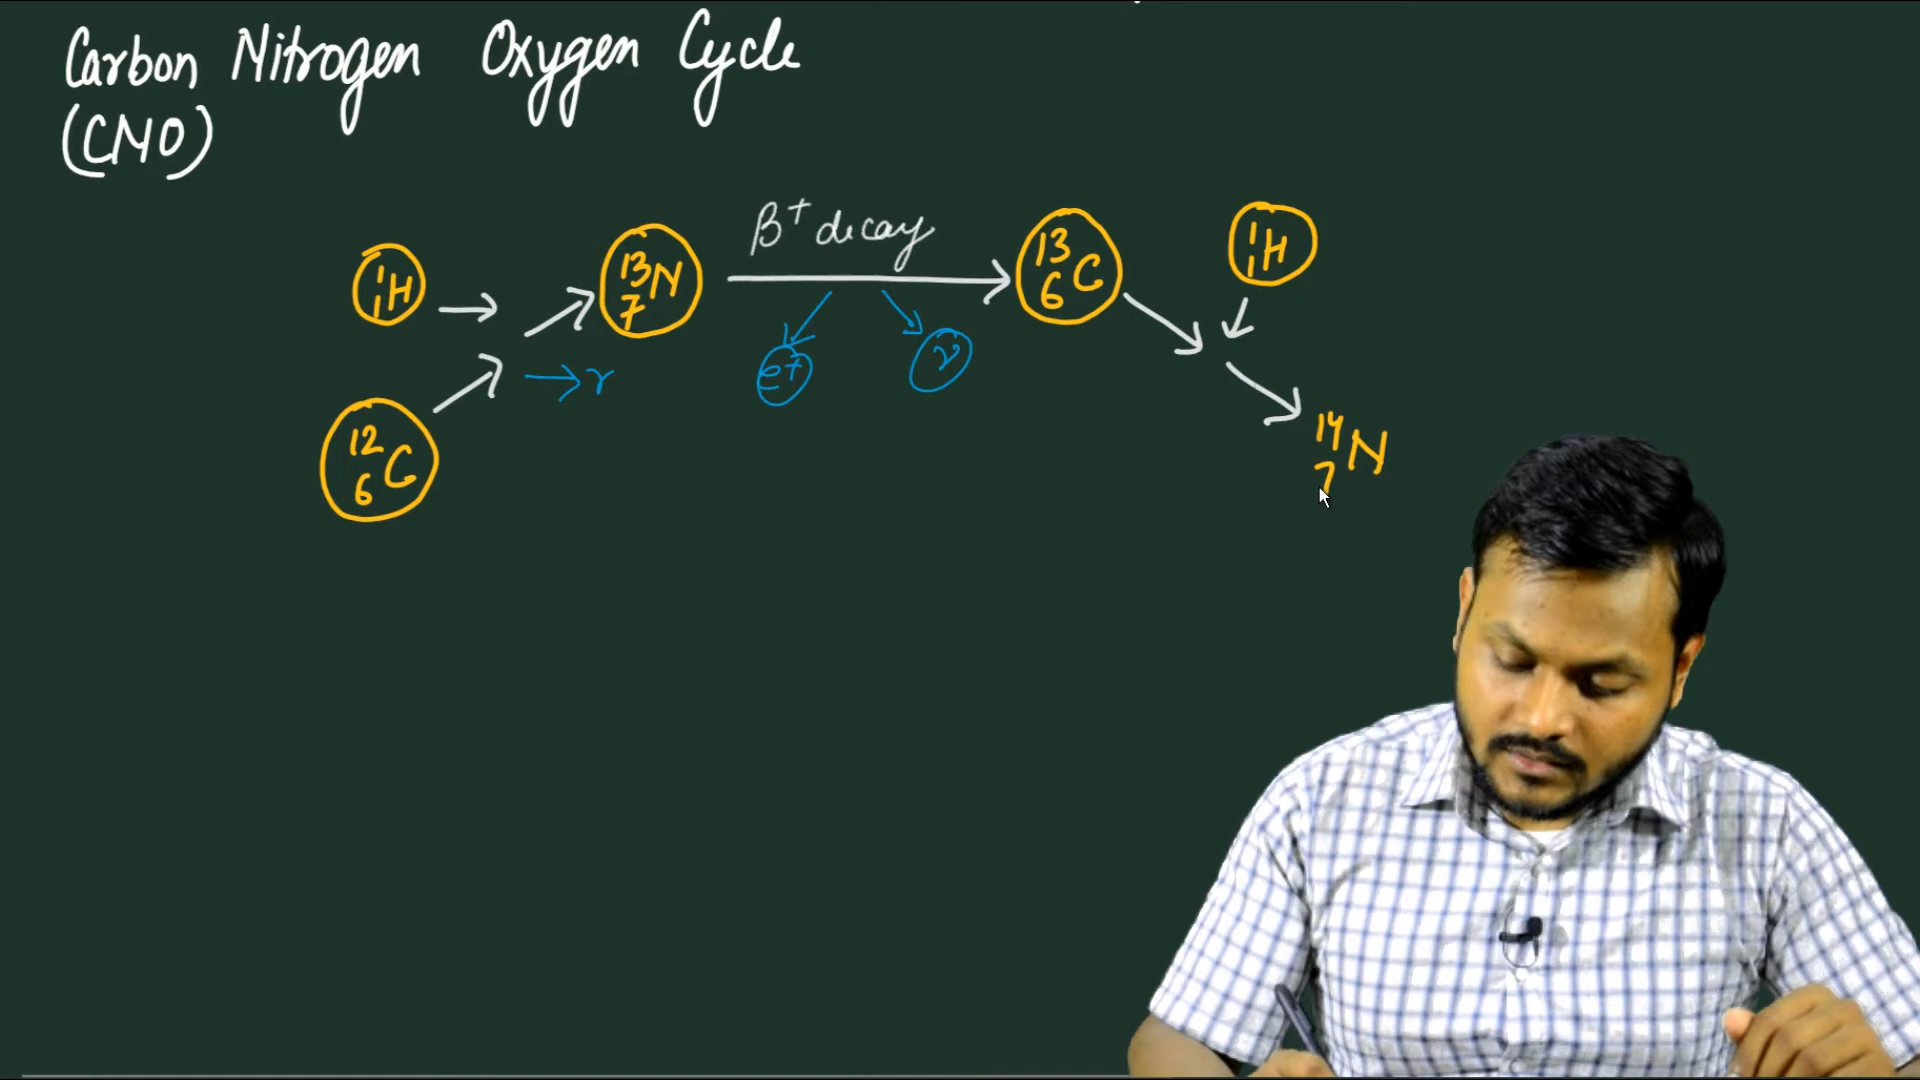 Carbon Nitrogen Oxygen Cycle
(CNO)
β⁺ decay
¹₁H
¹³₇N
¹³₆C
¹₁H
e⁺
ν
→ γ
¹²₆C
¹⁴₇N